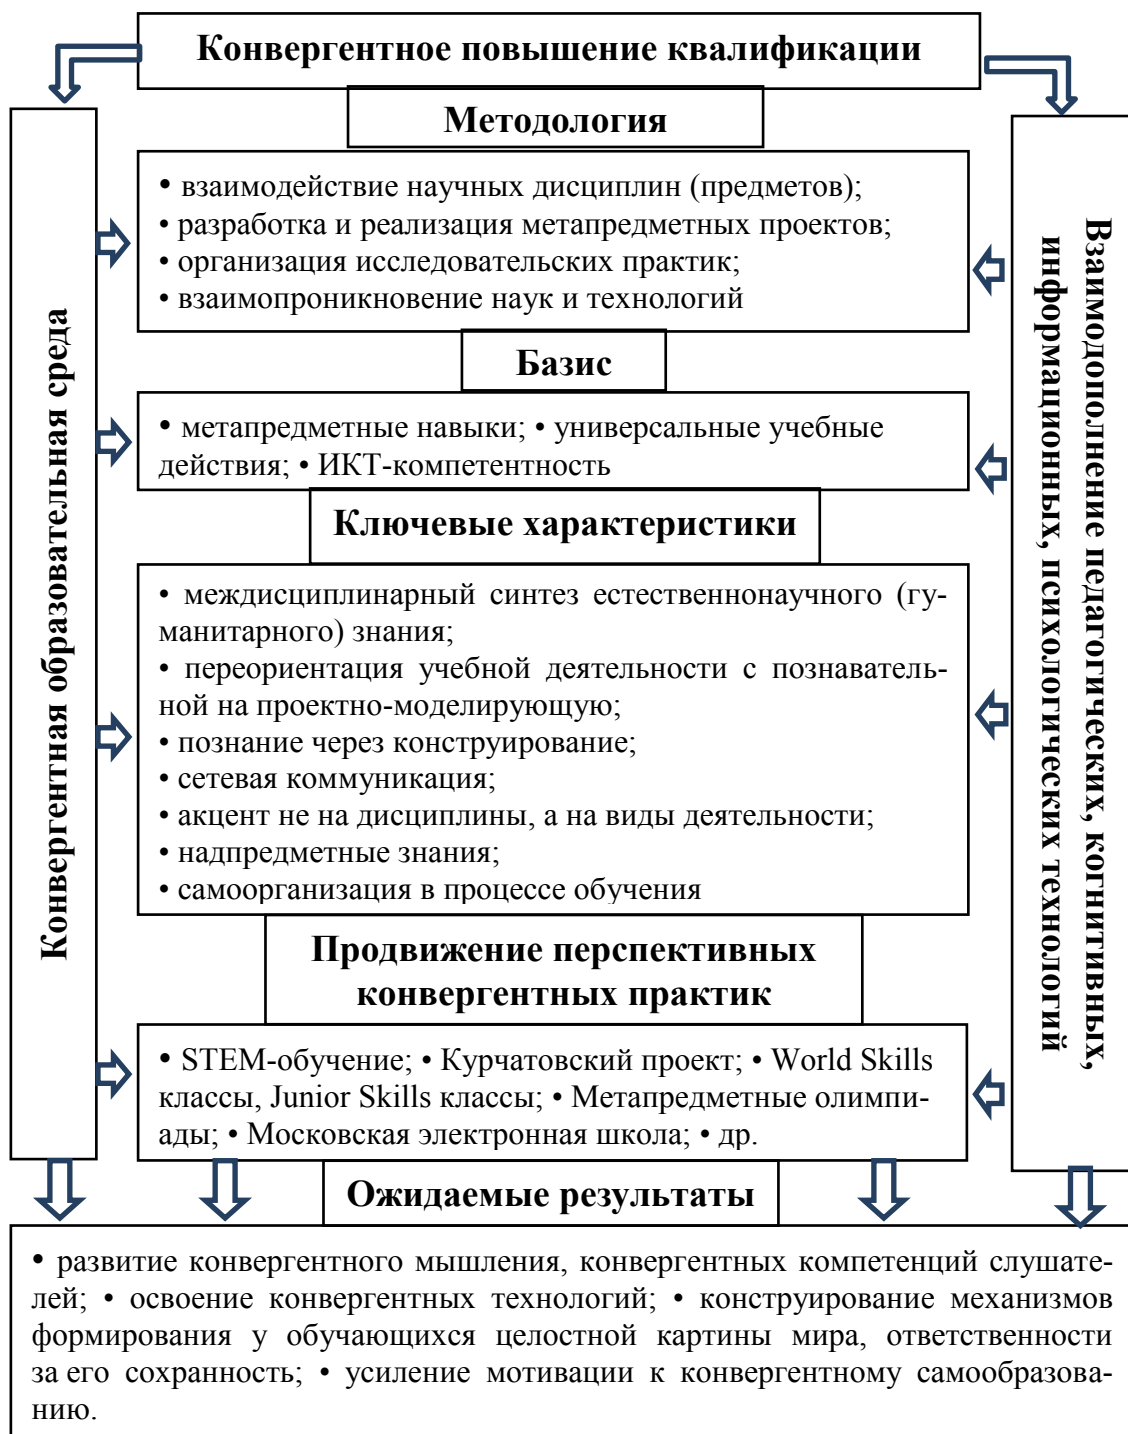 Конвергентное повышение квалификации
Методология
• взаимодействие научных дисциплин (предметов);
• разработка и реализация метапредметных проектов;
• организация исследовательских практик;
• взаимопроникновение наук и технологий
Базис
• метапредметные навыки; • универсальные учебные
действия; • ИКТ-компетентность
Ключевые характеристики
• междисциплинарный синтез естественнонаучного (гу-
манитарного) знания;
• переориентация учебной деятельности с познаватель-
ной на проектно-моделирующую;
• познание через конструирование;
• сетевая коммуникация;
• акцент не на дисциплины, а на виды деятельности;
• надпредметные знания;
• самоорганизация в процессе обучения
Продвижение перспективных
конвергентных практик
• STEM-обучение; • Курчатовский проект; • World Skills
классы, Junior Skills классы; • Метапредметные олимпи-
ады; • Московская электронная школа; • др.
Конвергентная образовательная среда
Взаимодополнение педагогических, когнитивных,
информационных, психологических технологий
Ожидаемые результаты
• развитие конвергентного мышления, конвергентных компетенций слушате-
лей; • освоение конвергентных технологий; • конструирование механизмов
формирования у обучающихся целостной картины мира, ответственности
за его сохранность; • усиление мотивации к конвергентному самообразова-
нию.